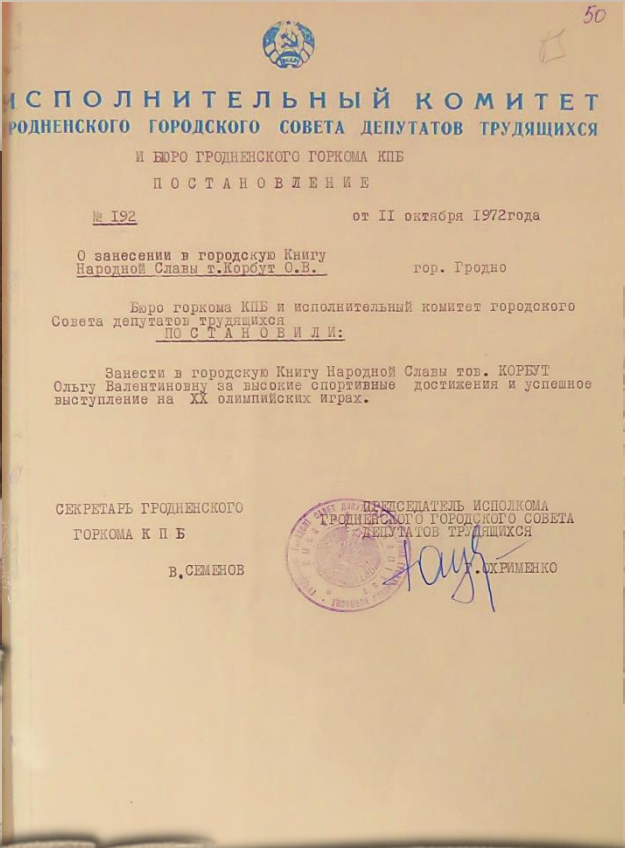 50
ИСПОЛНИТЕЛЬНЫЙ КОМИТЕТ
РОДНЕНСКОГО ГОРОДСКОГО СОВЕТА ДЕПУТАТОВ ТРУДЯЩИХСЯ
И БЮРО ГРОДНЕНСКОГО ГОРКОМА КПБ
ПОСТАНОВЛЕНИЕ
№ 192 от II октября 1972года
О занесении в городскую Книгу
Народной Славы т.Корбут О.В. гор. Гродно
Бюро горкома КПБ и исполнительный комитет городского
Совета депутатов трудящихся
ПОСТАНОВИЛИ:
Занести в городскую Книгу Народной Славы тов. КОРБУТ
Ольгу Валентиновну за высокие спортивные достижения и успешное
выступление на XX олимпийских играх.
СЕКРЕТАРЬ ГРОДНЕНСКОГО
ГОРКОМА К П Б
В.СЕМЕНОВ
ПРЕДСЕДАТЕЛЬ ИСПОЛКОМА
ГРОДНЕНСКОГО ГОРОДСКОГО СОВЕТА
ДЕПУТАТОВ ТРУДЯЩИХСЯ
Г.ОХРИМЕНКО